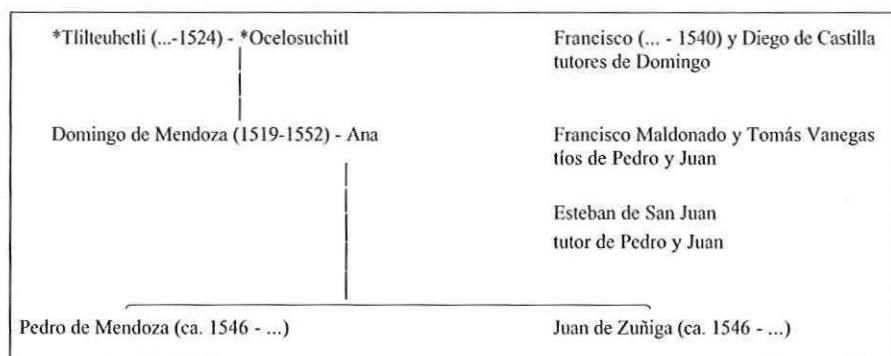 *Tlilteuhctli (...-1524) - *Ocelosuchitl
Francisco (... - 1540) y Diego de Castilla
tutores de Domingo
Domingo de Mendoza (1519-1552) - Ana
Francisco Maldonado y Tomás Vanegas
tíos de Pedro y Juan
Esteban de San Juan
tutor de Pedro y Juan
Pedro de Mendoza (ca. 1546 - ...)
Juan de Zuñiga (ca. 1546 - ...)